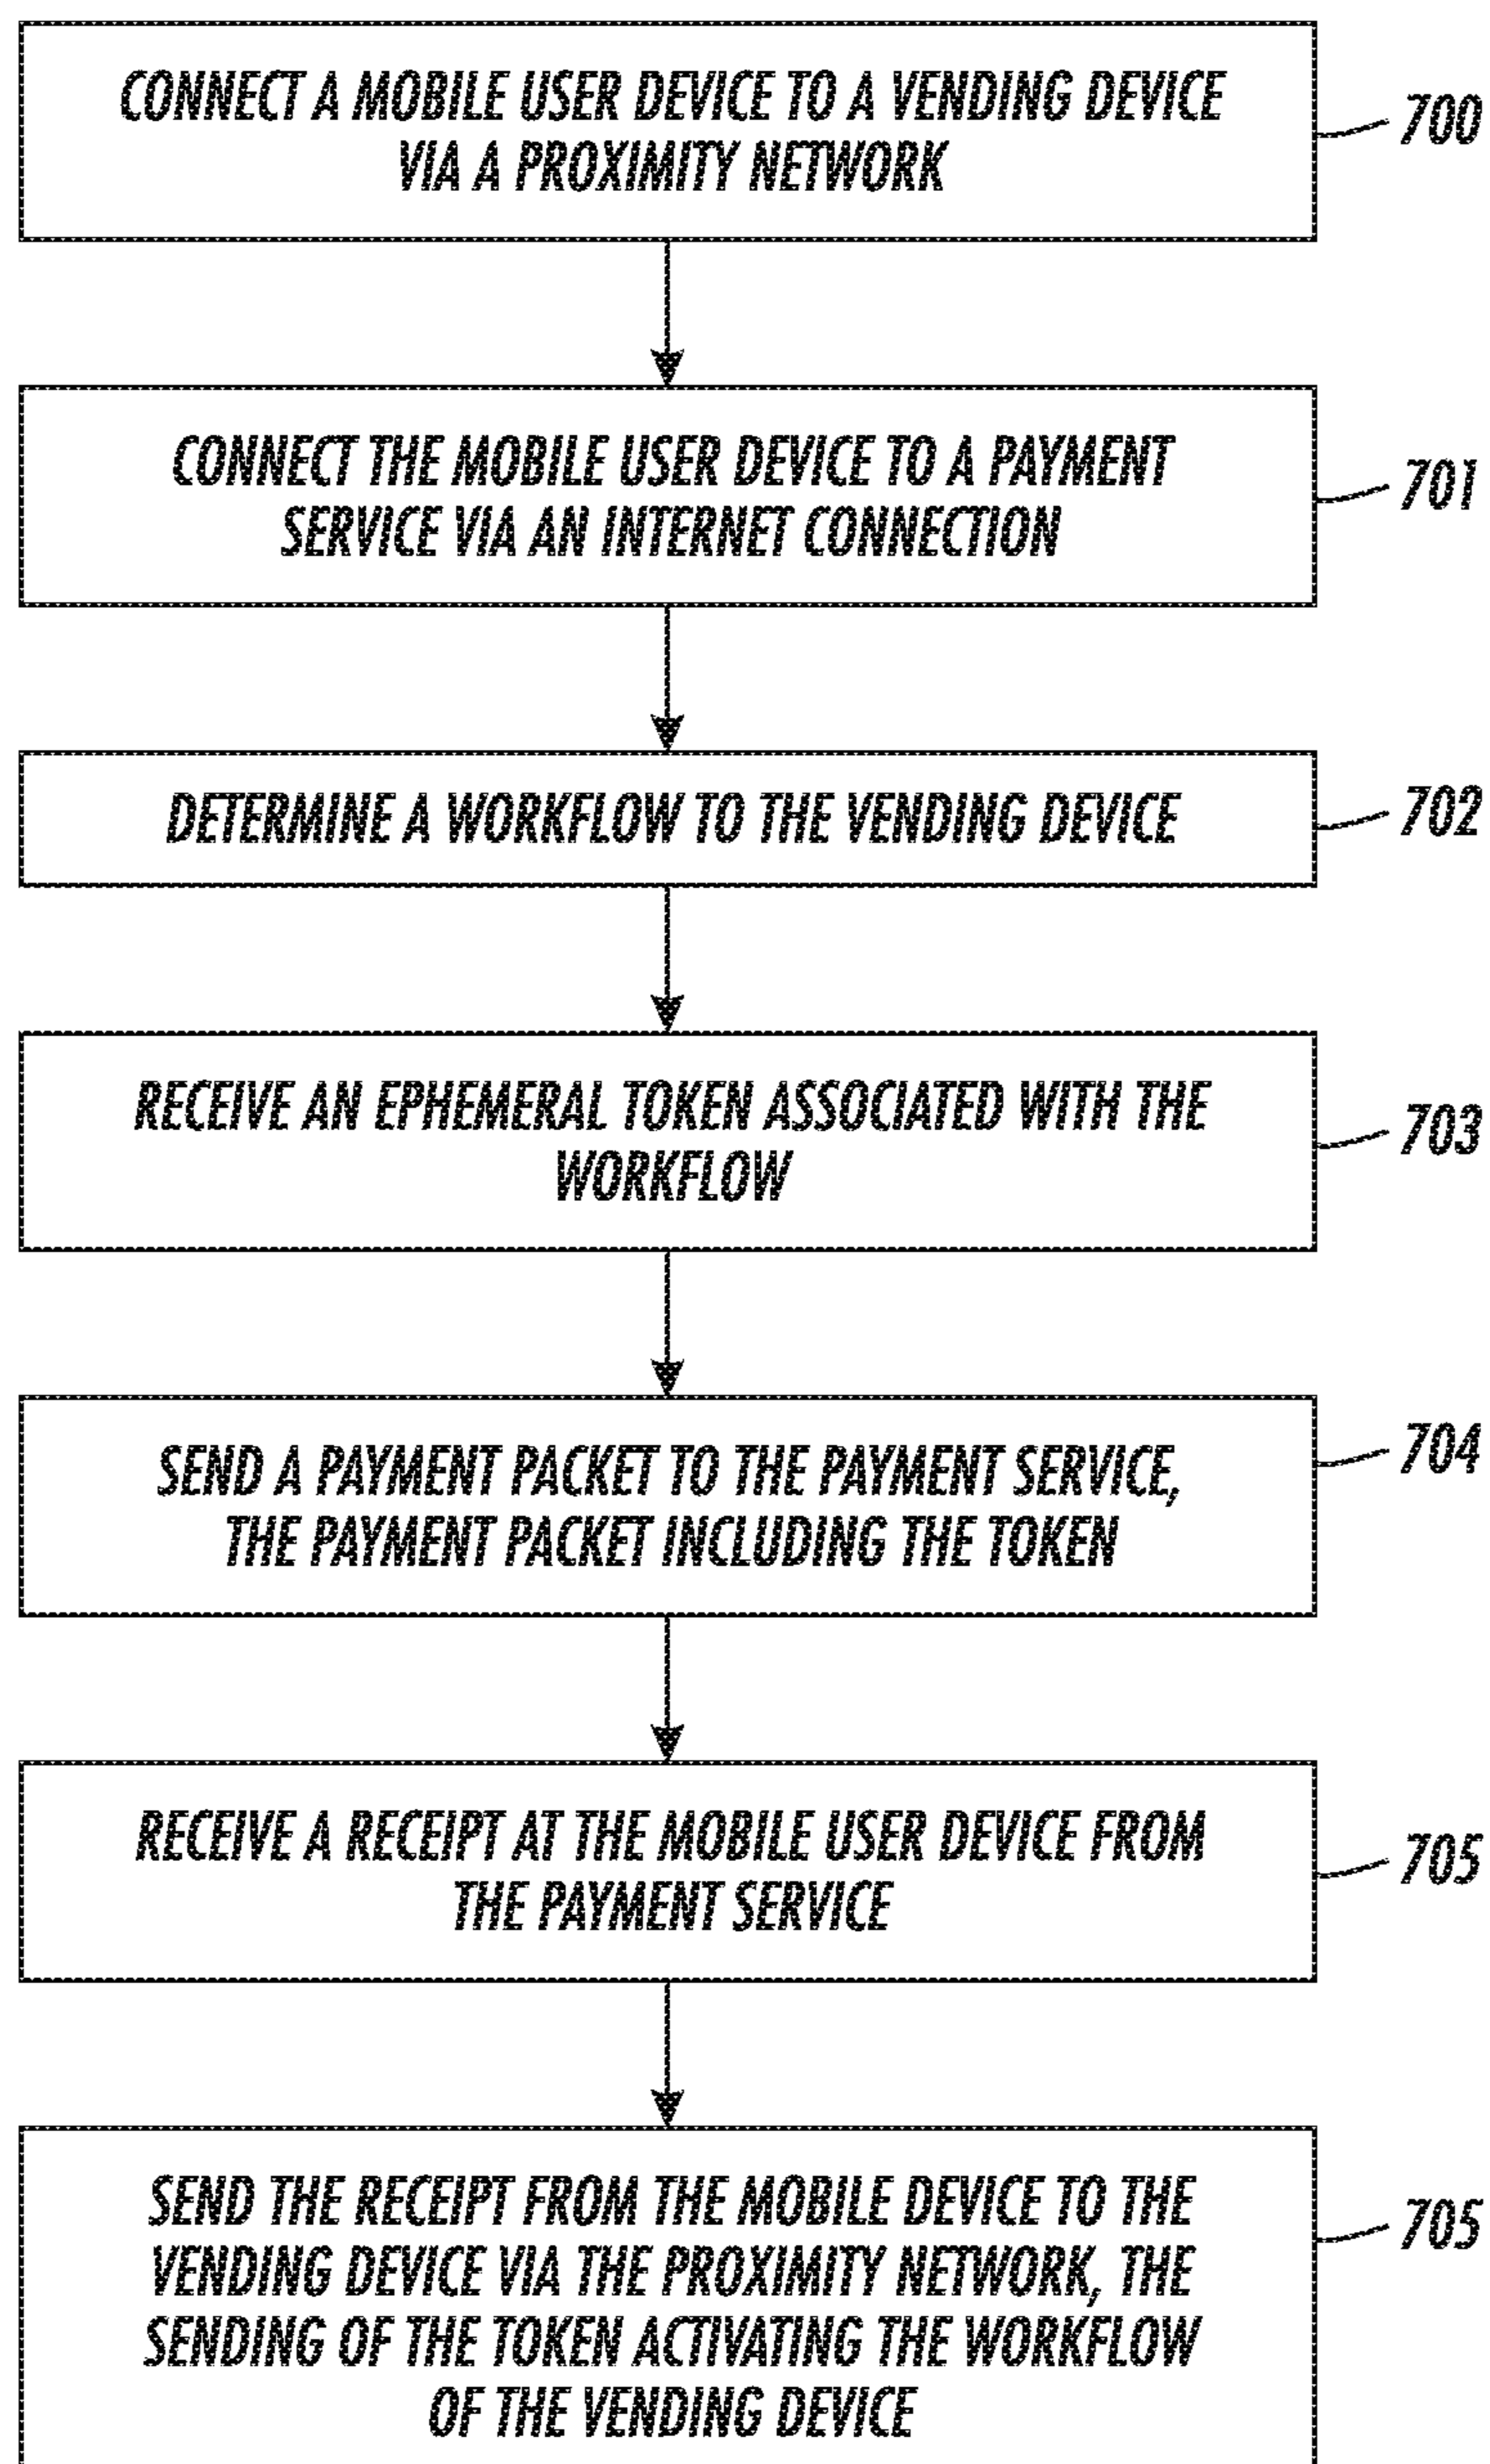 CONNECT A MOBILE USER DEVICE TO A VENDING DEVICE
VIA A PROXIMITY NETWORK
700
CONNECT THE MOBILE USER DEVICE TO A PAYMENT
SERVICE VIA AN INTERNET CONNECTION
701
DETERMINE A WORKFLOW TO THE VENDING DEVICE
702
RECEIVE AN EPHEMERAL TOKEN ASSOCIATED WITH THE
WORKFLOW
703
SEND A PAYMENT PACKET TO THE PAYMENT SERVICE,
THE PAYMENT PACKET INCLUDING THE TOKEN
704
RECEIVE A RECEIPT AT THE MOBILE USER DEVICE FROM
THE PAYMENT SERVICE
705
SEND THE RECEIPT FROM THE MOBILE DEVICE TO THE
VENDING DEVICE VIA THE PROXIMITY NETWORK, THE
SENDING OF THE TOKEN ACTIVATING THE WORKFLOW
OF THE VENDING DEVICE
705